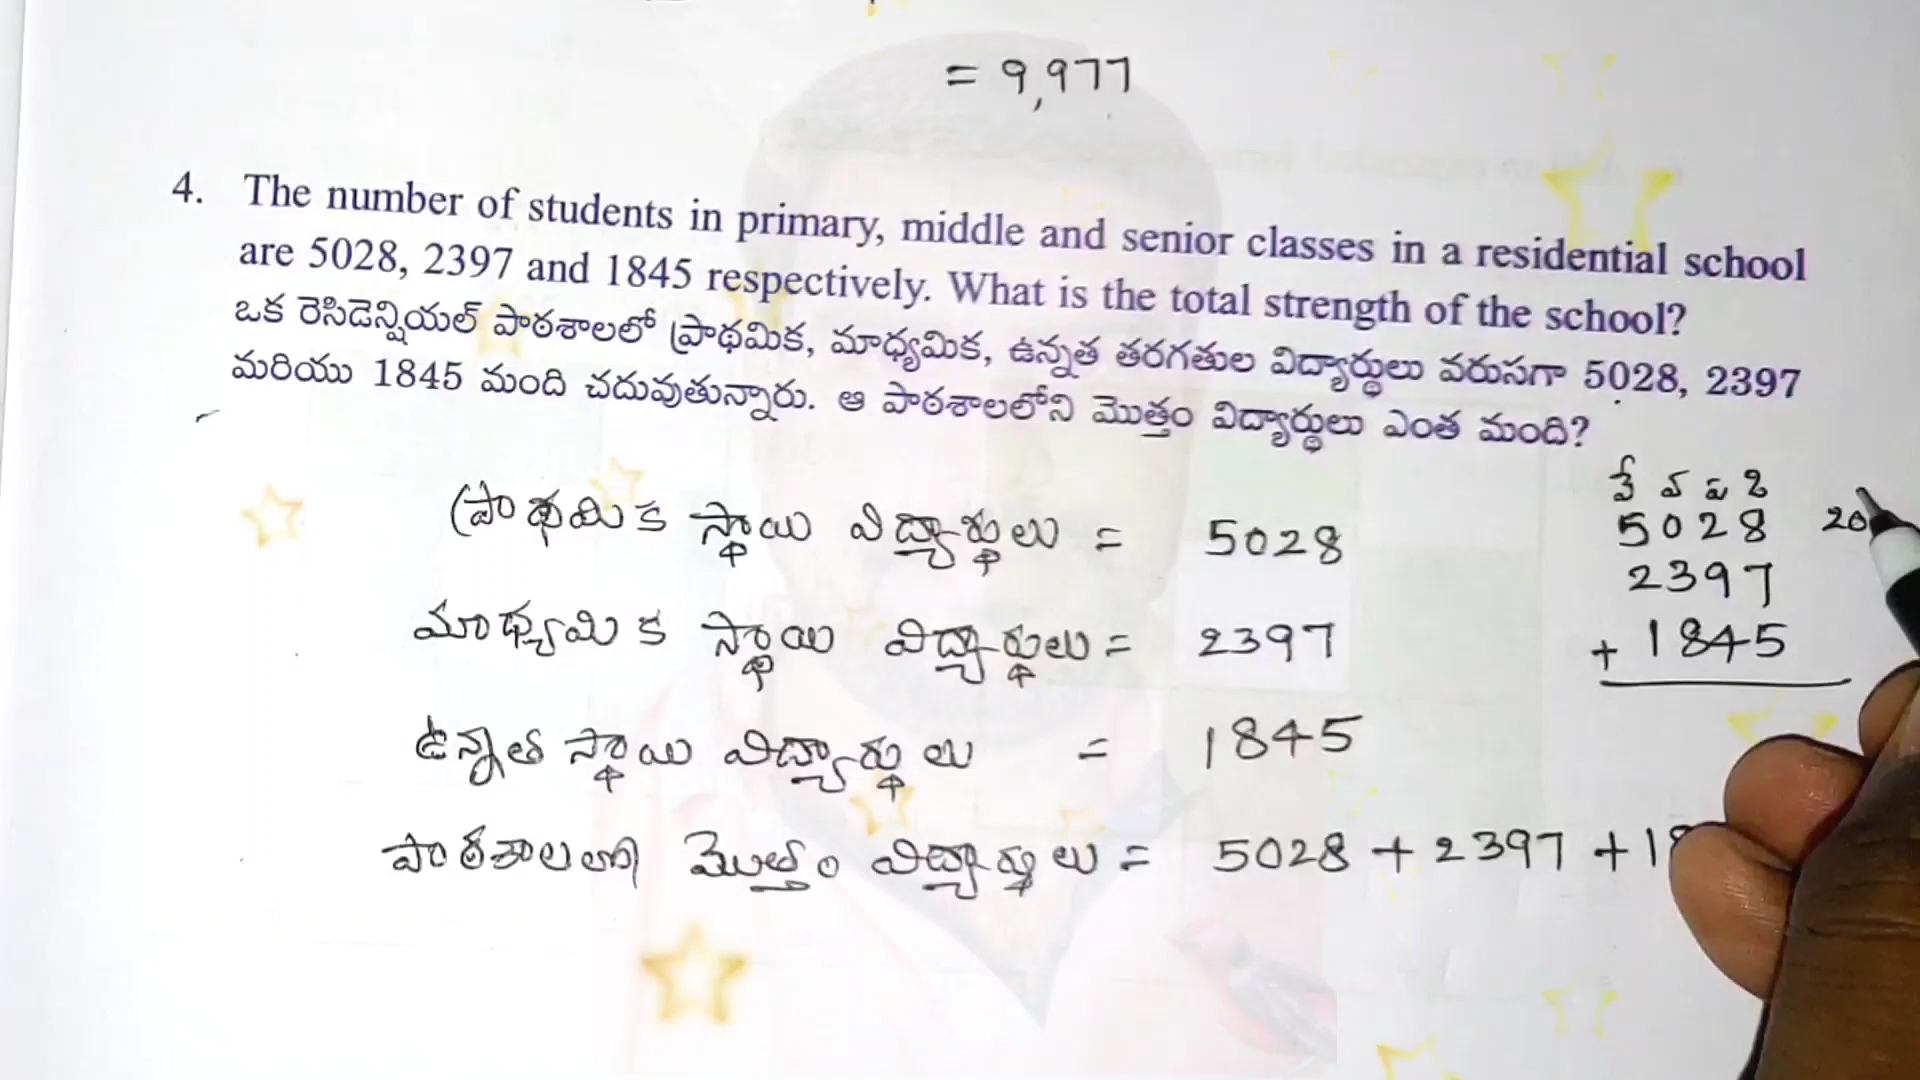 = 9,977
4. The number of students in primary, middle and senior classes in a residential school
are 5028, 2397 and 1845 respectively. What is the total strength of the school?
ఒక రెసిడెన్షియల్ పాఠశాలలో ప్రాథమిక, మాధ్యమిక, ఉన్నత తరగతుల విద్యార్థులు వరుసగా 5028, 2397
మరియు 1845 మంది చదువుతున్నారు. ఆ పాఠశాలలోని మొత్తం విద్యార్థులు ఎంత మంది?
వే వ ప ఒ
ప్రాథమిక స్థాయి విద్యార్థులు = 5028
5028
20
2397
మాధ్యమిక స్థాయి విద్యార్థులు = 2397
+ 1845
ఉన్నత స్థాయి విద్యార్థులు = 1845
పాఠశాలలోని మొత్తం విద్యార్థులు = 5028 + 2397 + 18